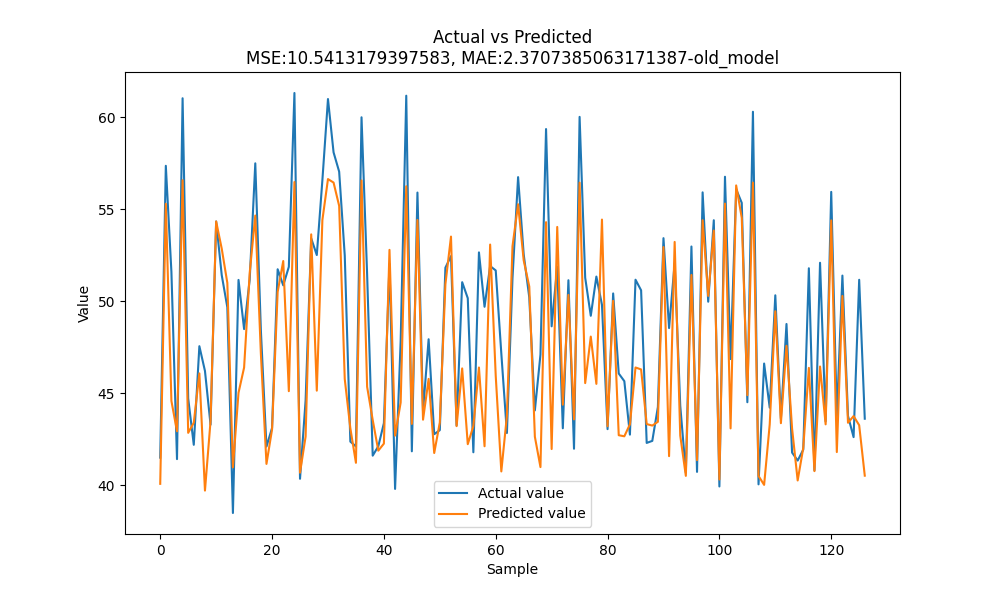 Actual vs Predicted
MSE:10.5413179397583, MAE:2.3707385063171387-old_model
60
55
50
45
40
Value
Actual value
Predicted value
0 20 40 60 80 100 120
Sample